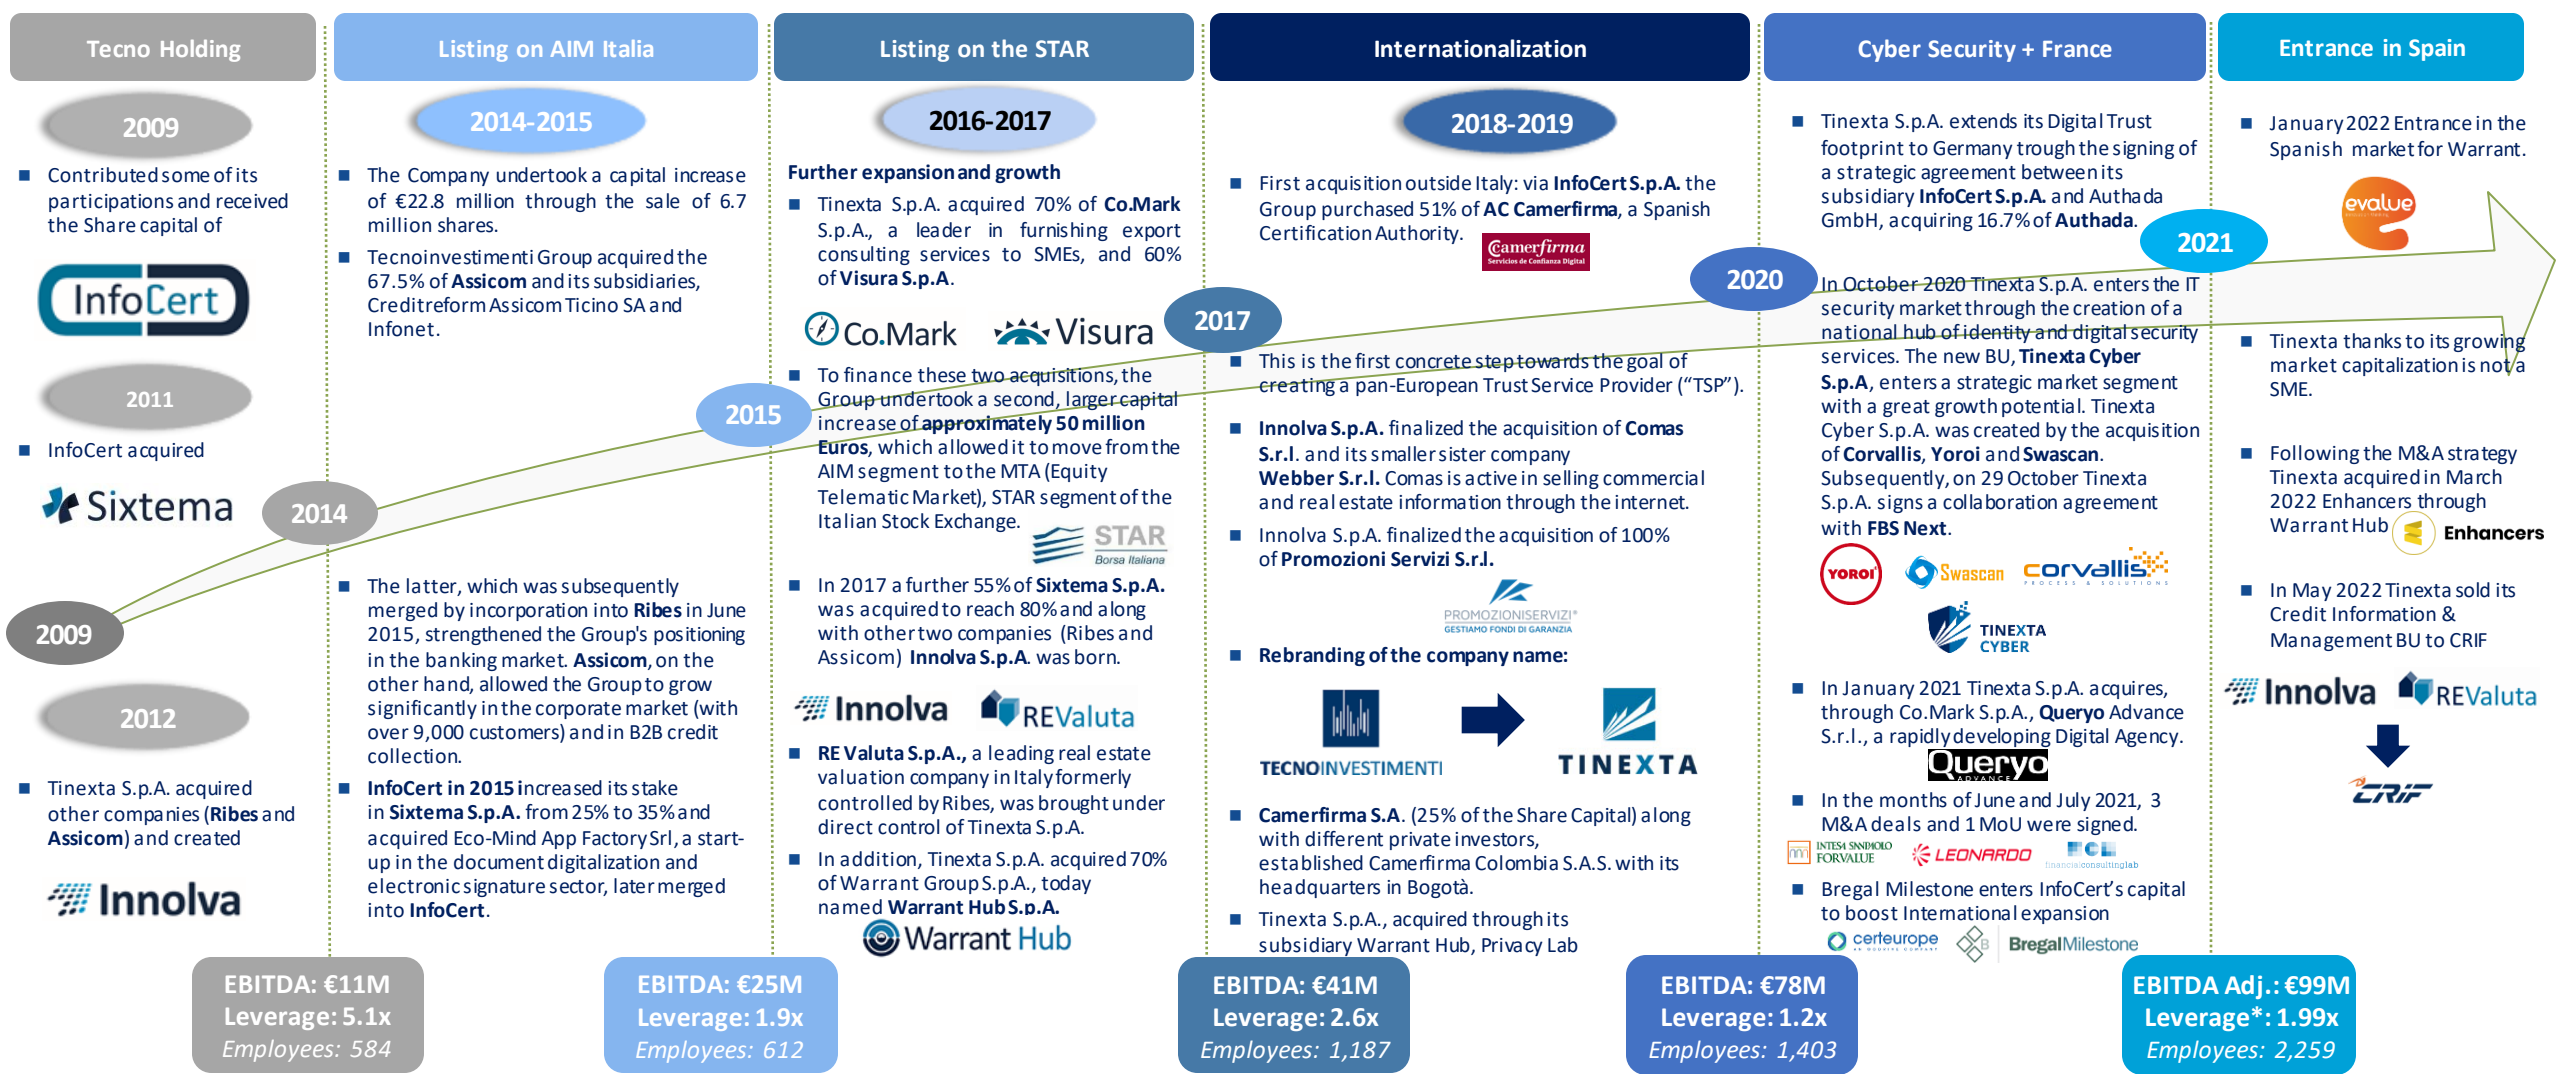 Tecno Holding
2009
Contributed some of its
participations and received
the Share capital of
InfoCert
2011
InfoCert acquired
Sixtema
2014
2009
2012
Tinexta S.p.A. acquired
other companies (Ribes and
Assicom) and created
Innolva
EBITDA: €11M
Leverage: 5.1x
Employees: 584
Listing on AIM Italia
2014-2015
The Company undertook a capital increase
of €22.8 million through the sale of 6.7
million shares.
Tecnoinvestimenti Group acquired the
67.5% of Assicom and its subsidiaries,
Creditreform Assicom Ticino SA and
Infonet.
2015
The latter, which was subsequently
merged by incorporation into Ribes in June
2015, strengthened the Group's positioning
in the banking market. Assicom, on the
other hand, allowed the Group to grow
significantly in the corporate market (with
over 9,000 customers) and in B2B credit
collection.
InfoCert in 2015 increased its stake
in Sixtema S.p.A. from 25% to 35% and
acquired Eco-Mind App Factory Srl, a start-
up in the document digitalization and
electronic signature sector, later merged
into InfoCert.
EBITDA: €25M
Leverage: 1.9x
Employees: 612
Listing on the STAR
2016-2017
Further expansion and growth
Tinexta S.p.A. acquired 70% of Co.Mark
S.p.A., a leader in furnishing export
consulting services to SMEs, and 60%
of Visura S.p.A.
Co.Mark
Visura
2017
To finance these two acquisitions, the
Group undertook a second, larger capital
increase of approximately 50 million
Euros, which allowed it to move from the
AIM segment to the MTA (Equity
Telematic Market), STAR segment of the
Italian Stock Exchange.
STAR
Borsa Italiana
In 2017 a further 55% of Sixtema S.p.A.
was acquired to reach 80% and along
with other two companies (Ribes and
Assicom) Innolva S.p.A. was born.
Innolva
REValuta
RE Valuta S.p.A., a leading real estate
valuation company in Italy formerly
controlled by Ribes, was brought under
direct control of Tinexta S.p.A.
In addition, Tinexta S.p.A. acquired 70%
of Warrant Group S.p.A., today
named Warrant Hub S.p.A.
Warrant Hub
EBITDA: €41M
Leverage: 2.6x
Employees: 1,187
Internationalization
2018-2019
First acquisition outside Italy: via InfoCert S.p.A. the
Group purchased 51% of AC Camerfirma, a Spanish
Certification Authority.
Camerfirma
Servicios de Confianza Digital
This is the first concrete step towards the goal of
creating a pan-European Trust Service Provider (“TSP”).
Innolva S.p.A. finalized the acquisition of Comas
S.r.l. and its smaller sister company
Webber S.r.l. Comas is active in selling commercial
and real estate information through the internet.
Innolva S.p.A. finalized the acquisition of 100%
of Promozioni Servizi S.r.l.
PROMOZIONISERVIZI
GESTIAMO FONDI DI GARANZIA
Rebranding of the company name:
TECNOINVESTIMENTI
TINEXTA
Camerfirma S.A. (25% of the Share Capital) along
with different private investors,
established Camerfirma Colombia S.A.S. with its
headquarters in Bogotà.
Tinexta S.p.A., acquired through its
subsidiary Warrant Hub, Privacy Lab
EBITDA: €78M
Leverage: 1.2x
Employees: 1,403
Cyber Security + France
Tinexta S.p.A. extends its Digital Trust
footprint to Germany trough the signing of
a strategic agreement between its
subsidiary InfoCert S.p.A. and Authada
GmbH, acquiring 16.7% of Authada.
2020
2021
In October 2020 Tinexta S.p.A. enters the IT
security market through the creation of a
national hub of identity and digital security
services. The new BU, Tinexta Cyber
S.p.A, enters a strategic market segment
with a great growth potential. Tinexta
Cyber S.p.A. was created by the acquisition
of Corvallis, Yoroi and Swascan.
Subsequently, on 29 October Tinexta
S.p.A. signs a collaboration agreement
with FBS Next.
YOROI
Swascan
corvallis
PROCESS & SOLUTIONS
TINEXTA
CYBER
In January 2021 Tinexta S.p.A. acquires,
through Co.Mark S.p.A., Queryo Advance
S.r.l., a rapidly developing Digital Agency.
Queryo
ADVANCE
In the months of June and July 2021, 3
M&A deals and 1 MoU were signed.
INTESA SANPAOLO
FORVALUE
LEONARDO
FCL
financialconsultinglab
Bregal Milestone enters InfoCert’s capital
to boost International expansion
certeurope
B
BregalMilestone
EBITDA Adj.: €99M
Leverage*: 1.99x
Employees: 2,259
Entrance in Spain
January 2022 Entrance in the
Spanish market for Warrant.
evalue
Tinexta thanks to its growing
market capitalization is not a
SME.
Following the M&A strategy
Tinexta acquired in March
2022 Enhancers through
Warrant Hub
Enhancers
In May 2022 Tinexta sold its
Credit Information &
Management BU to CRIF
Innolva
REValuta
CRIF